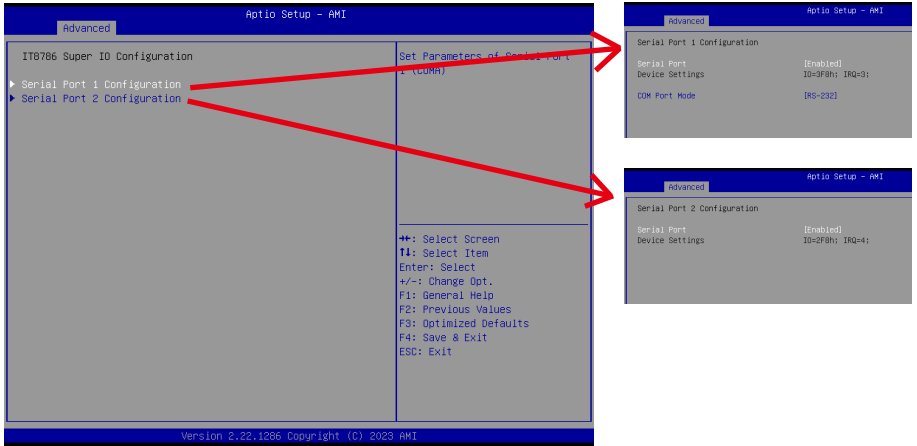 Aptio Setup – AMI
Advanced
IT8786 Super IO Configuration
Serial Port 1 Configuration
Serial Port 2 Configuration
Set Parameters of Serial Port
1 (COMA)
→←: Select Screen
↑↓: Select Item
Enter: Select
+/-: Change Opt.
F1: General Help
F2: Previous Values
F3: Optimized Defaults
F4: Save & Exit
ESC: Exit
Version 2.22.1286 Copyright (C) 2023 AMI
Aptio Setup – AMI
Advanced
Serial Port 1 Configuration
Serial Port [Enabled]
Device Settings IO=3F8h; IRQ=3;
COM Port Mode [RS-232]
Aptio Setup – AMI
Advanced
Serial Port 2 Configuration
Serial Port [Enabled]
Device Settings IO=2F8h; IRQ=4;